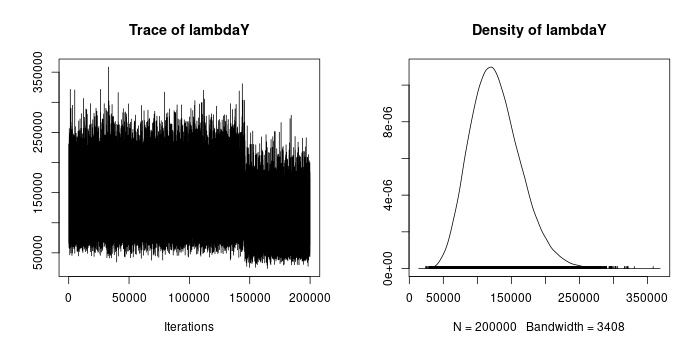 Trace of lambdaY
50000 150000 250000 350000
0 50000 100000 150000 200000
Iterations
Density of lambdaY
0e+00 4e-06 8e-06
0 50000 150000 250000 350000
N = 200000 Bandwidth = 3408